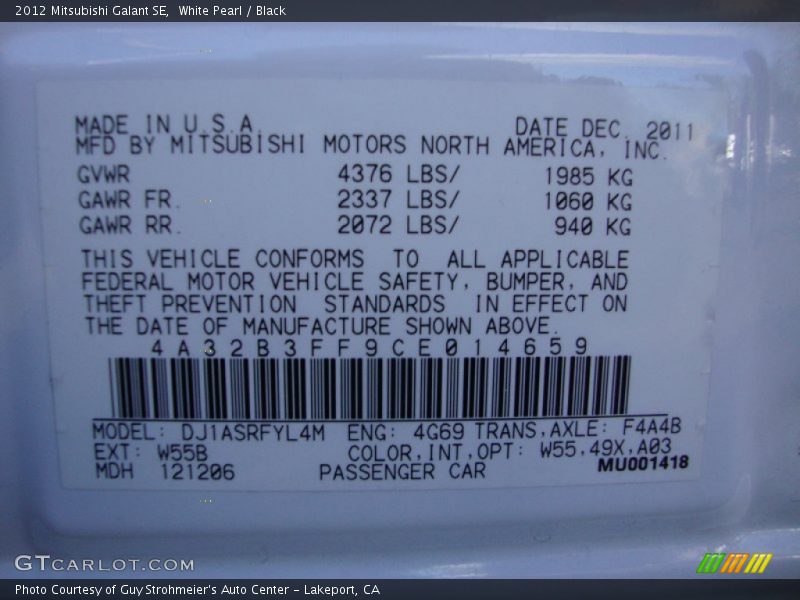 2012 Mitsubishi Galant SE,  White Pearl / Black
MADE IN U.S.A. DATE DEC. 2011
MFD BY MITSUBISHI MOTORS NORTH AMERICA, INC.
GVWR 4376 LBS/ 1985 KG
GAWR FR. 2337 LBS/ 1060 KG
GAWR RR. 2072 LBS/ 940 KG
THIS VEHICLE CONFORMS TO ALL APPLICABLE
FEDERAL MOTOR VEHICLE SAFETY, BUMPER, AND
THEFT PREVENTION STANDARDS IN EFFECT ON
THE DATE OF MANUFACTURE SHOWN ABOVE.
4A32B3FF9CE014659
MODEL: DJ1ASRFYL4M ENG: 4G69 TRANS,AXLE: F4A4B
EXT: W55B COLOR,INT,OPT: W55,49X,A03
MDH 121206 PASSENGER CAR MU001418
GTCARLOT.COM
Photo Courtesy of Guy Strohmeier's Auto Center – Lakeport, CA